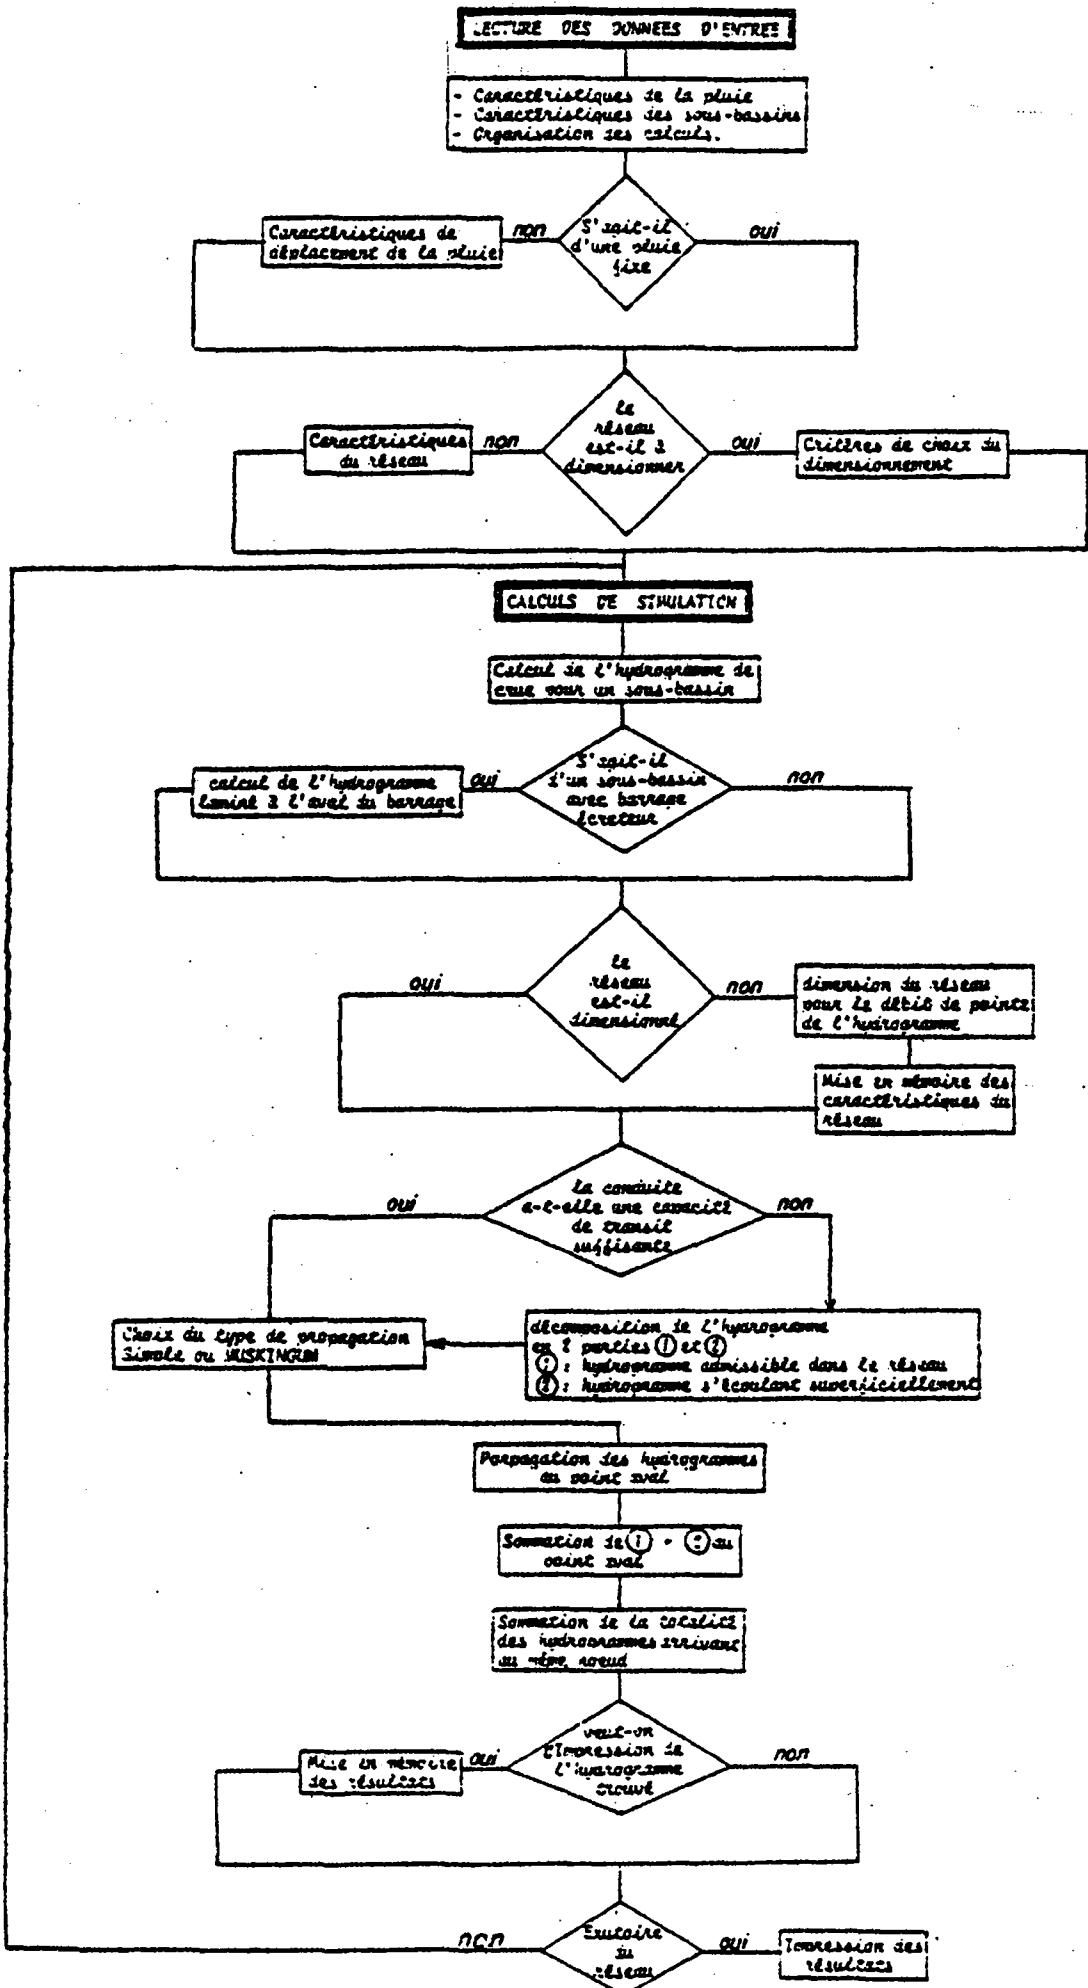 LECTURE DES DONNEES D'ENTREE
- Caractéristiques de la pluie
- Caractéristiques des sous-bassins
- Organisation des calculs.
S'agit-il
d'une pluie
fixe
non
oui
Caractéristiques de
déplacement de la pluie
le
réseau
est-il à
dimensionner
non
oui
Caractéristiques
du réseau
Critères de choix du
dimensionnement
CALCULS DE SIMULATION
Calcul de l'hydrogramme de
crue pour un sous-bassin
S'agit-il
d'un sous-bassin
avec barrage
écreteur
oui
non
calcul de l'hydrogramme
laminé à l'aval du barrage
le
réseau
est-il
dimensionné
oui
non
dimension du réseau
pour le débit de pointe
de l'hydrogramme
Mise en mémoire des
caractéristiques du
réseau
la conduite
a-t-elle une capacité
de transit
suffisante
oui
non
Choix du type de propagation
Simple ou MUSKINGUM
décomposition de l'hydrogramme
en 2 parties ① et ②
① : hydrogramme admissible dans le réseau
② : hydrogramme s'écoulant superficiellement
Porpagation des hydrogrammes
au point aval
Sommation de ① + ② au
point aval
Sommation de la totalité
des hydrogrammes arrivant
au même noeud
veut-on
l'Impression de
l'hydrogramme
trouvé
oui
non
Mise en mémoire
des résultats
Exutoire
du
réseau
non
oui
Impression des
résultats